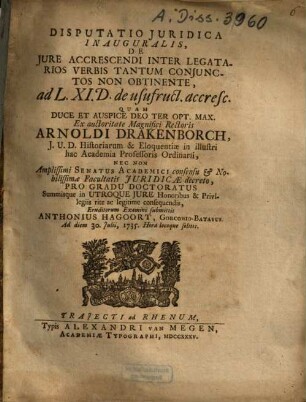 A Diss. 3960
DISPUTATIO JURIDICA
INAUGURALIS,
DE
JURE ACCRESCENDI INTER LEGATA-
RIOS VERBIS TANTUM CONJUNC-
TOS NON OBTINENTE,
ad L. XI. D. de usufruct. accresc.
QUAM
DUCE ET AUSPICE DEO TER OPT. MAX.
Ex auctoritate Magnifici Rectoris
ARNOLDI DRAKENBORCH,
J. U. D. Historiarum & Eloquentiæ in illustri
hac Academia Professoris Ordinarii,
NEC NON
Amplissimi SENATUS ACADEMICI consensu & No-
bilissimæ Facultatis JURIDICÆ decreto,
PRO GRADU DOCTORATUS
Summisque in UTROQUE JURE Honoribus & Privi-
legiis rite ac legitime consequendis,
Eruditorum Examini submittit
ANTHONIUS HAGOORT, GORCONIO-BATAVUS.
Ad diem 30. Julii, 1735. Hora locoque solitis.
TRAJECTI ad RHENUM,
Typis ALEXANDRI VAN MEGEN,
ACADEMIÆ TYPOGRAPHI, MDCCXXXV.